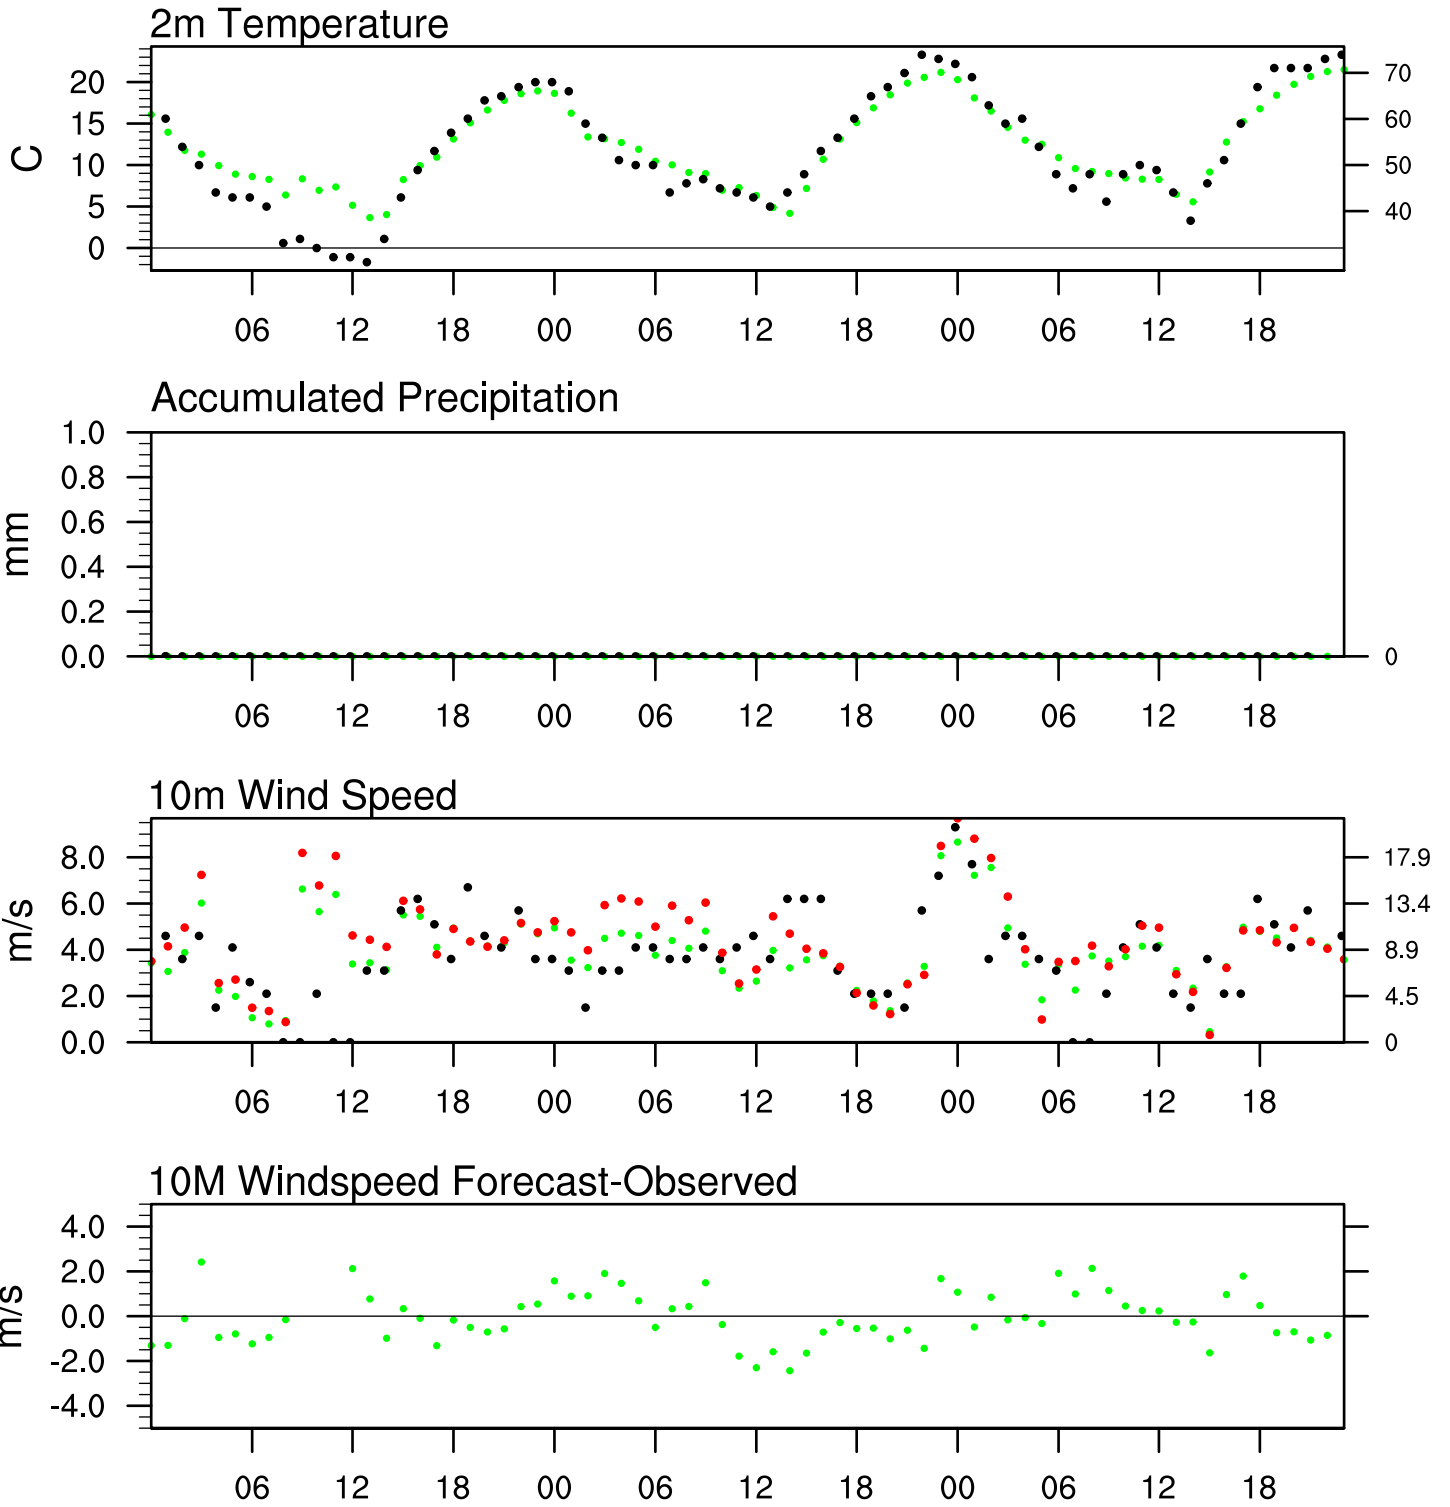 2m Temperature
C
20
15
10
5
0
70
60
50
40
06 12 18 00 06 12 18 00 06 12 18
Accumulated Precipitation
mm
1.0
0.8
0.6
0.4
0.2
0.0
0
06 12 18 00 06 12 18 00 06 12 18
10m Wind Speed
m/s
8.0
6.0
4.0
2.0
0.0
17.9
13.4
8.9
4.5
0
06 12 18 00 06 12 18 00 06 12 18
10M Windspeed Forecast-Observed
m/s
4.0
2.0
0.0
-2.0
-4.0
06 12 18 00 06 12 18 00 06 12 18